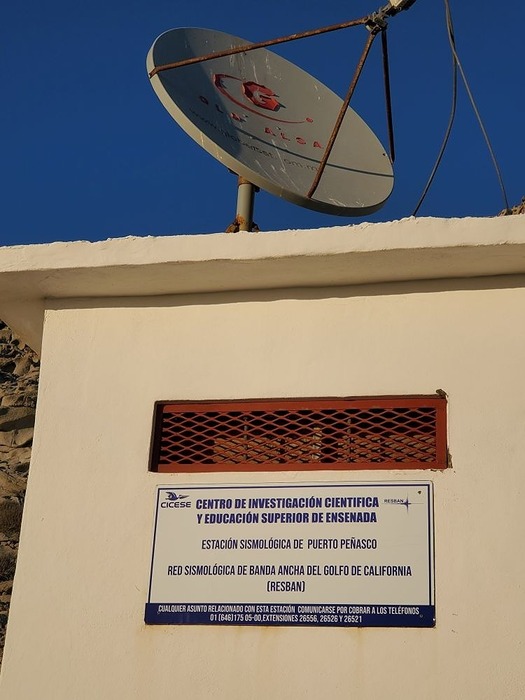 G
CICESE
CENTRO DE INVESTIGACIÓN CIENTIFICA
Y EDUCACIÓN SUPERIOR DE ENSENADA
RESBAN
ESTACIÓN SISMOLÓGICA DE PUERTO PEÑASCO
RED SISMOLÓGICA DE BANDA ANCHA DEL GOLFO DE CALIFORNIA
(RESBAN)
CUALQUIER ASUNTO RELACIONADO CON ESTA ESTACIÓN COMUNICARSE POR COBRAR A LOS TELÉFONOS
01 (646)175 05-00,EXTENSIONES 26556, 26526 Y 26521